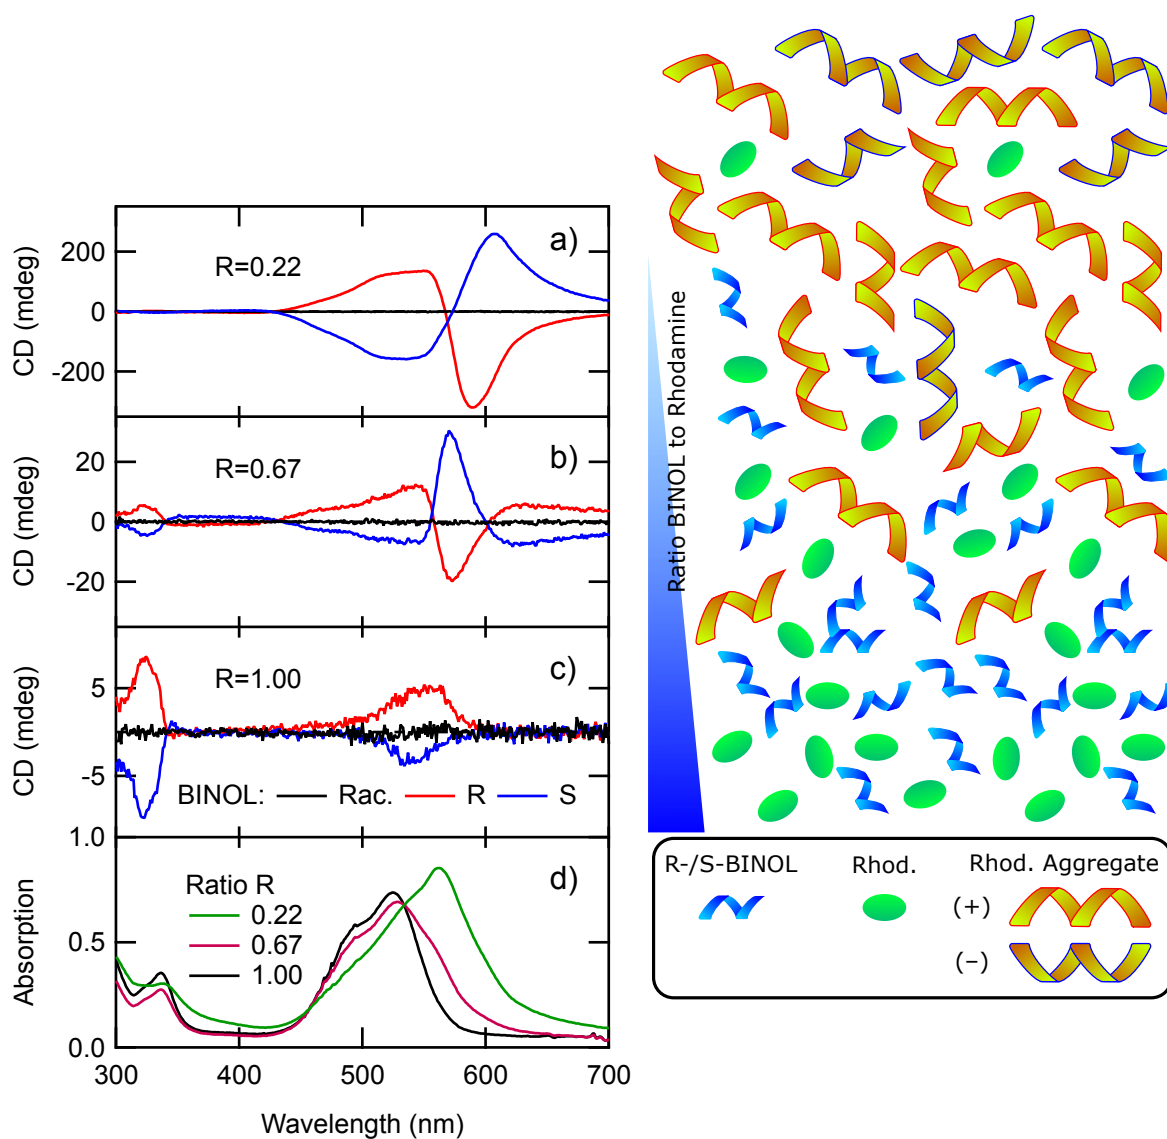 a)
R=0.22
200
0
-200
CD (mdeg)
b)
R=0.67
20
0
-20
CD (mdeg)
c)
R=1.00
5
0
-5
CD (mdeg)
BINOL: Rac. R S
d)
1.0
0.5
0.0
Absorption
Ratio R
0.22
0.67
1.00
300 400 500 600 700
Wavelength (nm)
Ratio BINOL to Rhodamine
R-/S-BINOL Rhod. Rhod. Aggregate
(+)
(−)